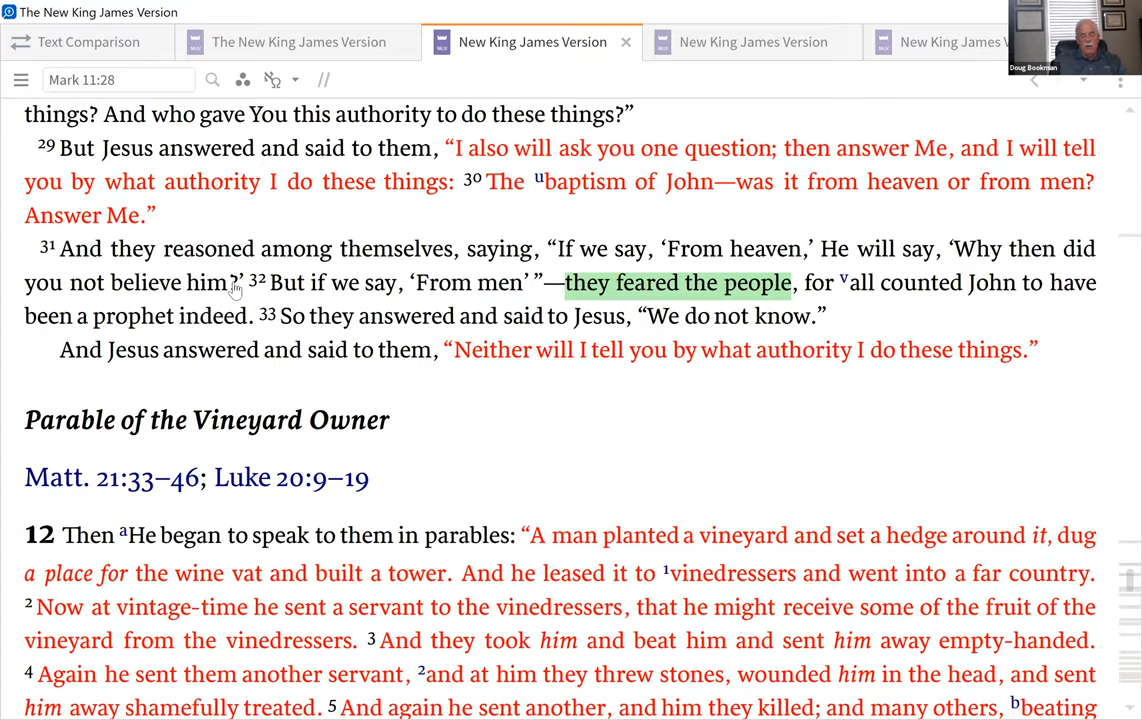 The New King James Version
Text Comparison
The New King James Version
New King James Version
New King James Version
New King James V
Doug Bookman
Mark 11:28
things? And who gave You this authority to do these things?”
29 But Jesus answered and said to them, “I also will ask you one question; then answer Me, and I will tell
you by what authority I do these things: 30 The u baptism of John—was it from heaven or from men?
Answer Me.”
31 And they reasoned among themselves, saying, “If we say, ‘From heaven,’ He will say, ‘Why then did
you not believe him?’ 32 But if we say, ‘From men’ ”—they feared the people, for v all counted John to have
been a prophet indeed. 33 So they answered and said to Jesus, “We do not know.”
And Jesus answered and said to them, “Neither will I tell you by what authority I do these things.”
Parable of the Vineyard Owner
Matt. 21:33–46; Luke 20:9–19
12 Then a He began to speak to them in parables: “A man planted a vineyard and set a hedge around it, dug
a place for the wine vat and built a tower. And he leased it to 1 vinedressers and went into a far country.
2 Now at vintage-time he sent a servant to the vinedressers, that he might receive some of the fruit of the
vineyard from the vinedressers. 3 And they took him and beat him and sent him away empty-handed.
4 Again he sent them another servant, 2 and at him they threw stones, wounded him in the head, and sent
him away shamefully treated. 5 And again he sent another, and him they killed; and many others, b beating